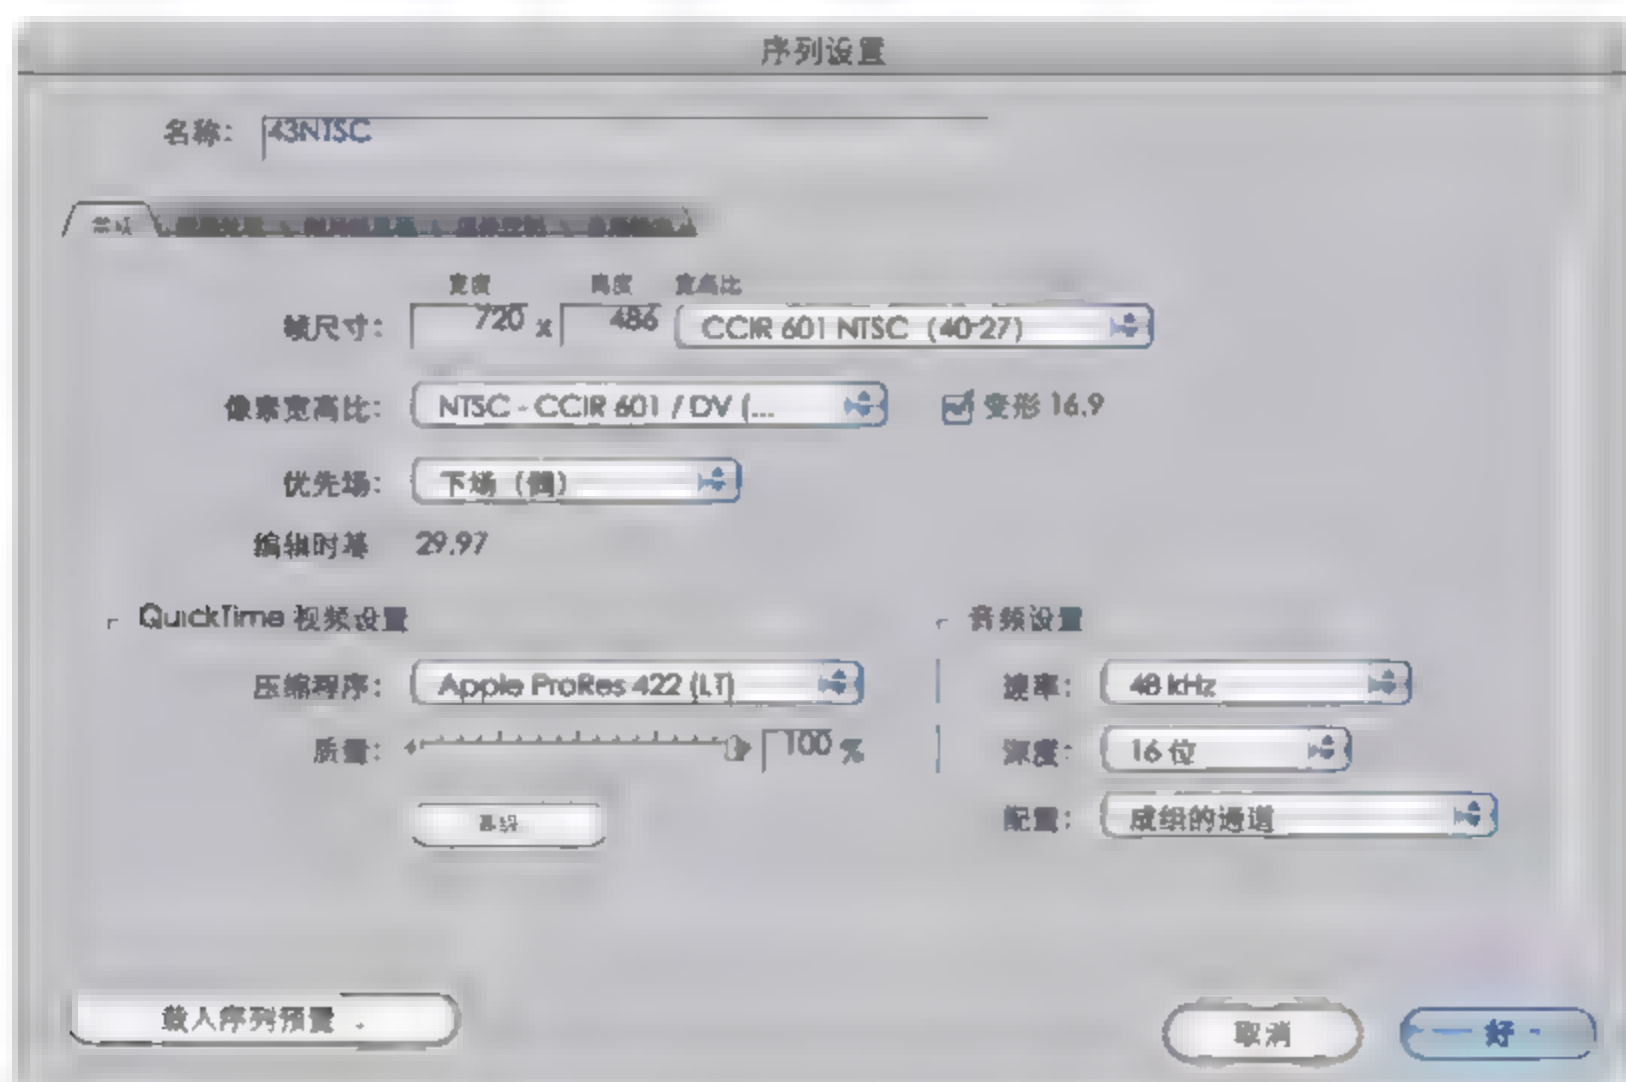 序列设置
名称: 43NTSC
常规
宽度 高度 宽高比
帧尺寸: 720 x 486 CCIR 601 NTSC (40:27)
像素宽高比: NTSC - CCIR 601 / DV (... 变形 16:9
优先场: 下场 (偶)
编辑时基 29.97
QuickTime 视频设置 音频设置
压缩程序: Apple ProRes 422 (LT) 速率: 48 kHz
质量: 100 % 深度: 16 位
高级 配置: 成组的通道
载入序列预置
取消 好